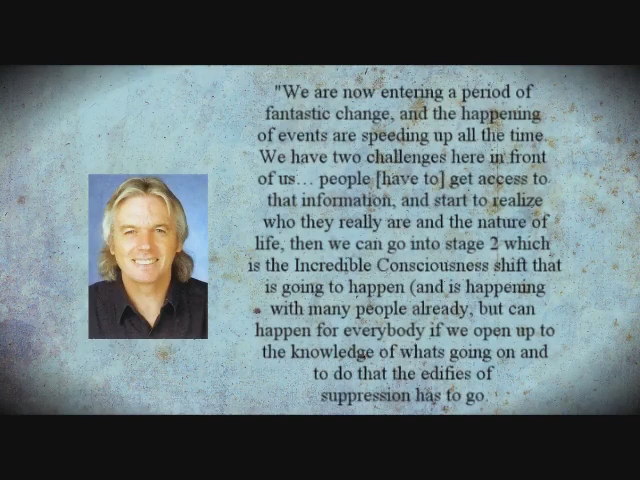 "We are now entering a period of
fantastic change, and the happening
of events are speeding up all the time.
We have two challenges here in front
of us... people [have to] get access to
that information, and start to realize
who they really are and the nature of
life, then we can go into stage 2 which
is the Incredible Consciousness shift that
is going to happen (and is happening
with many people already, but can
happen for everybody if we open up to
the knowledge of whats going on and
to do that the edifies of
suppression has to go.